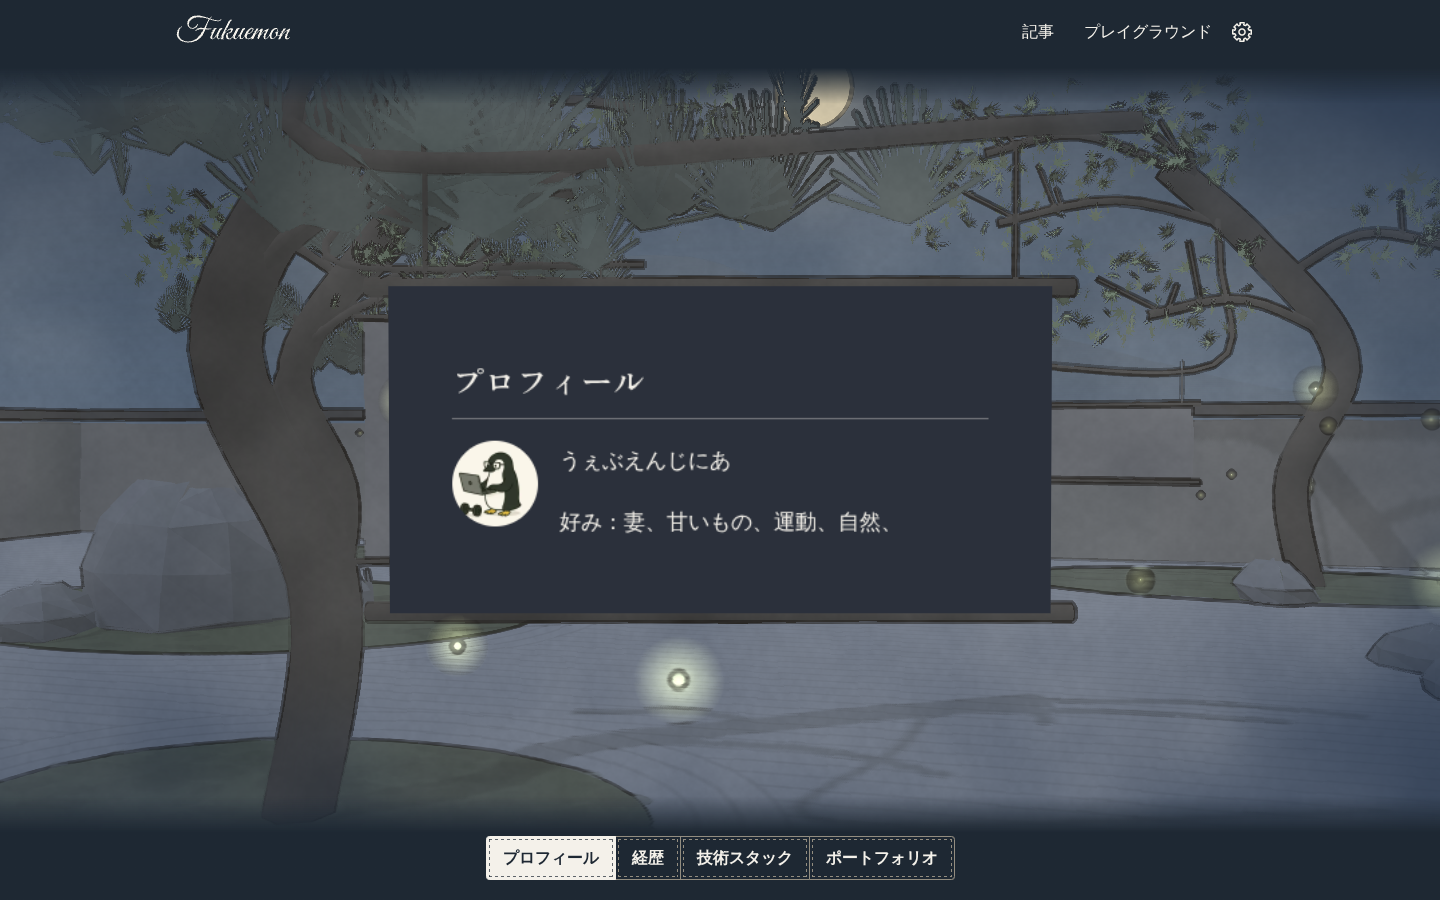 Fukuemon
記事
プレイグラウンド
プロフィール
うぇぶえんじにあ
好み：妻、甘いもの、運動、自然、
プロフィール
経歴
技術スタック
ポートフォリオ